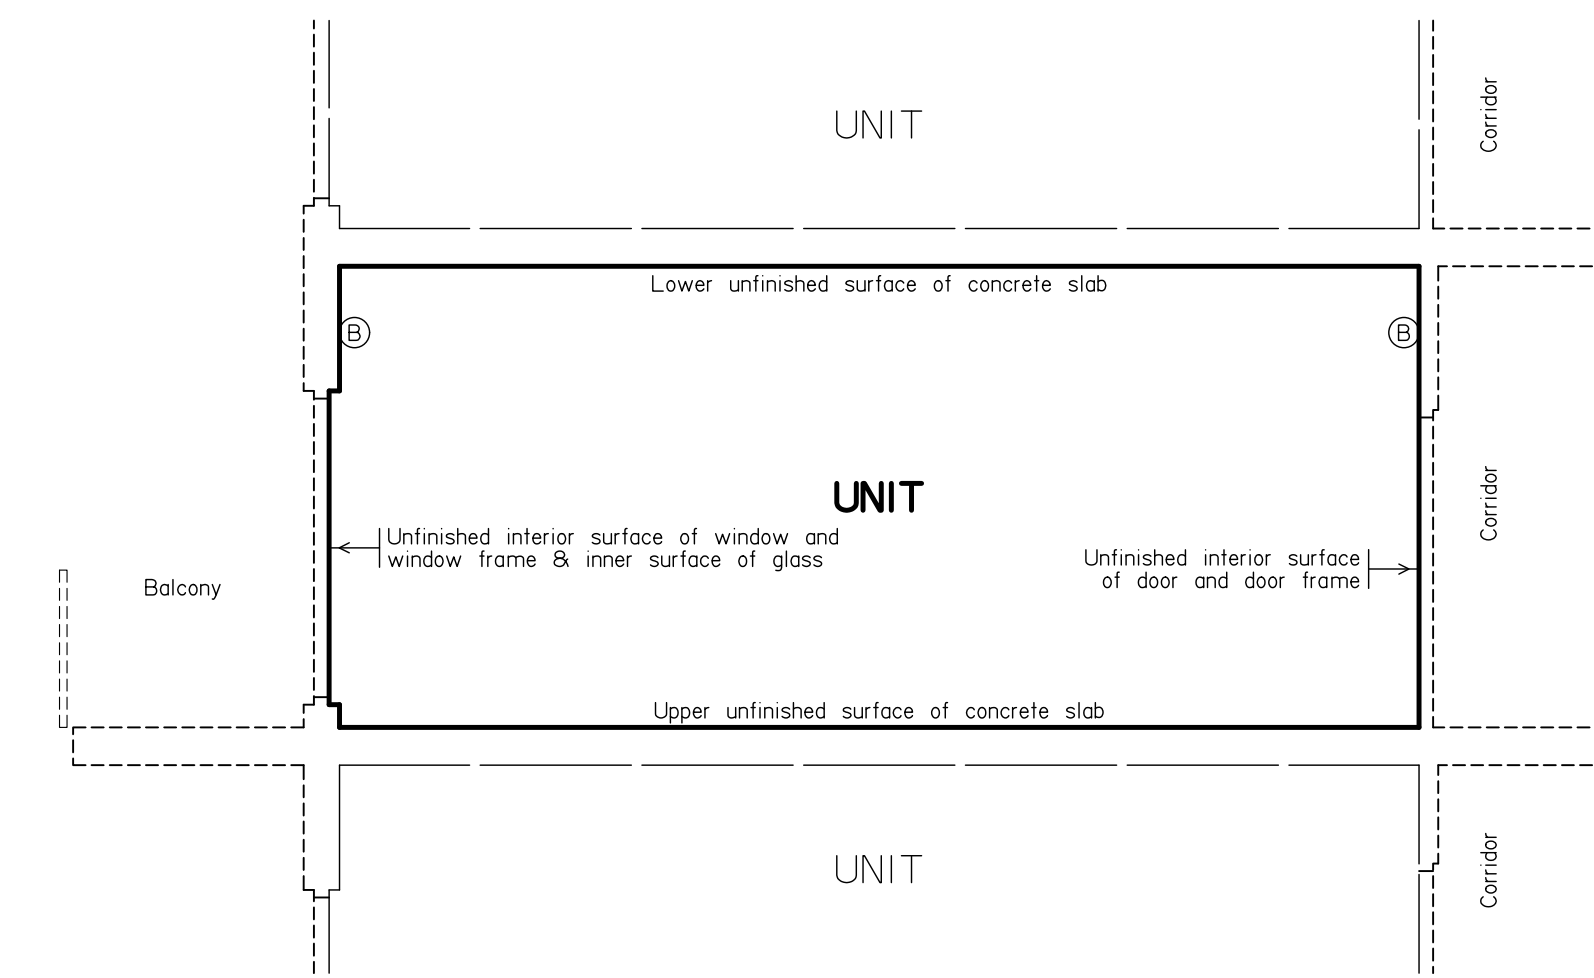 UNIT
Corridor
Lower unfinished surface of concrete slab
B
B
UNIT
Corridor
Unfinished interior surface of window and
window frame & inner surface of glass
Unfinished interior surface
of door and door frame
Balcony
Upper unfinished surface of concrete slab
UNIT
Corridor